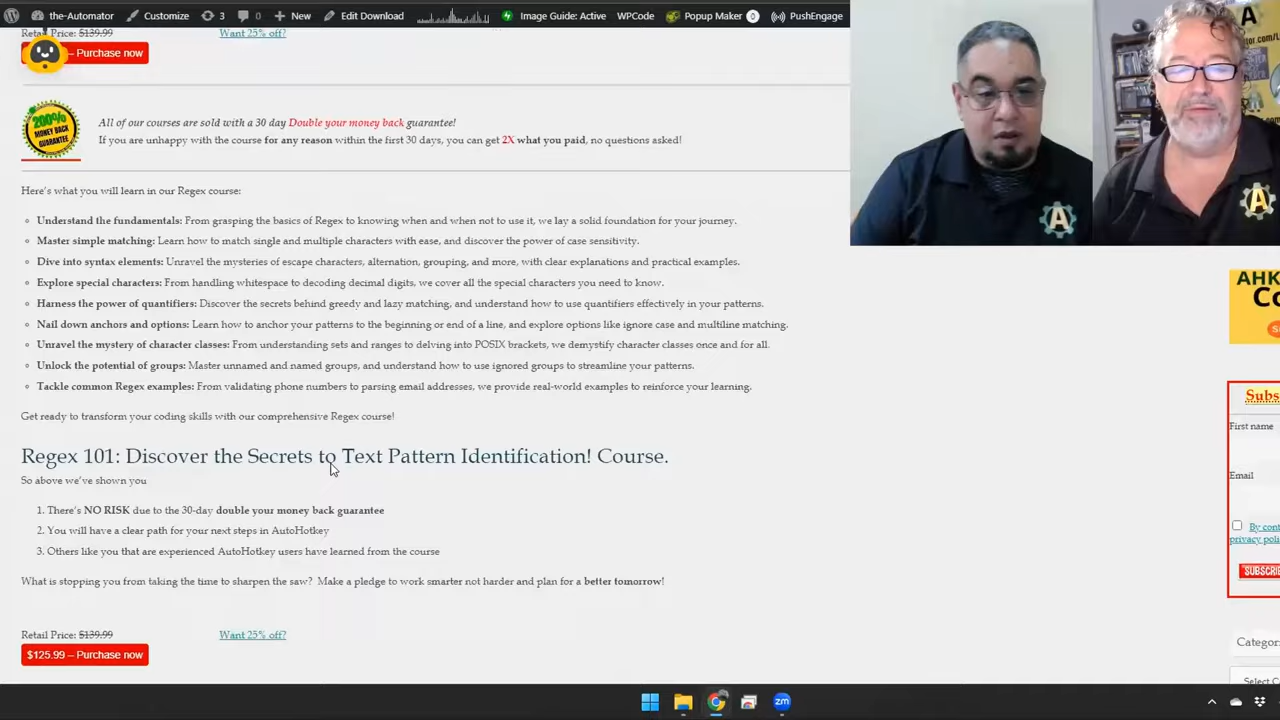 the-Automator Customize 3 0 New Edit Download Image Guide: Active WPCode Popup Maker 0 PushEngage
Retail Price: $139.99 Want 25% off?
– Purchase now
200%
MONEY BACK
GUARANTEE
All of our courses are sold with a 30 day Double your money back guarantee!
If you are unhappy with the course for any reason within the first 30 days, you can get 2X what you paid, no questions asked!
Here's what you will learn in our Regex course:
Understand the fundamentals: From grasping the basics of Regex to knowing when and when not to use it, we lay a solid foundation for your journey.
Master simple matching: Learn how to match single and multiple characters with ease, and discover the power of case sensitivity.
Dive into syntax elements: Unravel the mysteries of escape characters, alternation, grouping, and more, with clear explanations and practical examples.
Explore special characters: From handling whitespace to decoding decimal digits, we cover all the special characters you need to know.
Harness the power of quantifiers: Discover the secrets behind greedy and lazy matching, and understand how to use quantifiers effectively in your patterns.
Nail down anchors and options: Learn how to anchor your patterns to the beginning or end of a line, and explore options like ignore case and multiline matching.
Unravel the mystery of character classes: From understanding sets and ranges to delving into POSIX brackets, we demystify character classes once and for all.
Unlock the potential of groups: Master unnamed and named groups, and understand how to use ignored groups to streamline your patterns.
Tackle common Regex examples: From validating phone numbers to parsing email addresses, we provide real-world examples to reinforce your learning.
Get ready to transform your coding skills with our comprehensive Regex course!
Regex 101: Discover the Secrets to Text Pattern Identification! Course.
So above we've shown you
1. There's NO RISK due to the 30-day double your money back guarantee
2. You will have a clear path for your next steps in AutoHotkey
3. Others like you that are experienced AutoHotkey users have learned from the course
What is stopping you from taking the time to sharpen the saw? Make a pledge to work smarter not harder and plan for a better tomorrow!
Retail Price: $139.99 Want 25% off?
$125.99 – Purchase now
A
A
AHK
Co
Subs
First name
Email
By cont
privacy poli
SUBSCRIB
Categor
Select C
zm